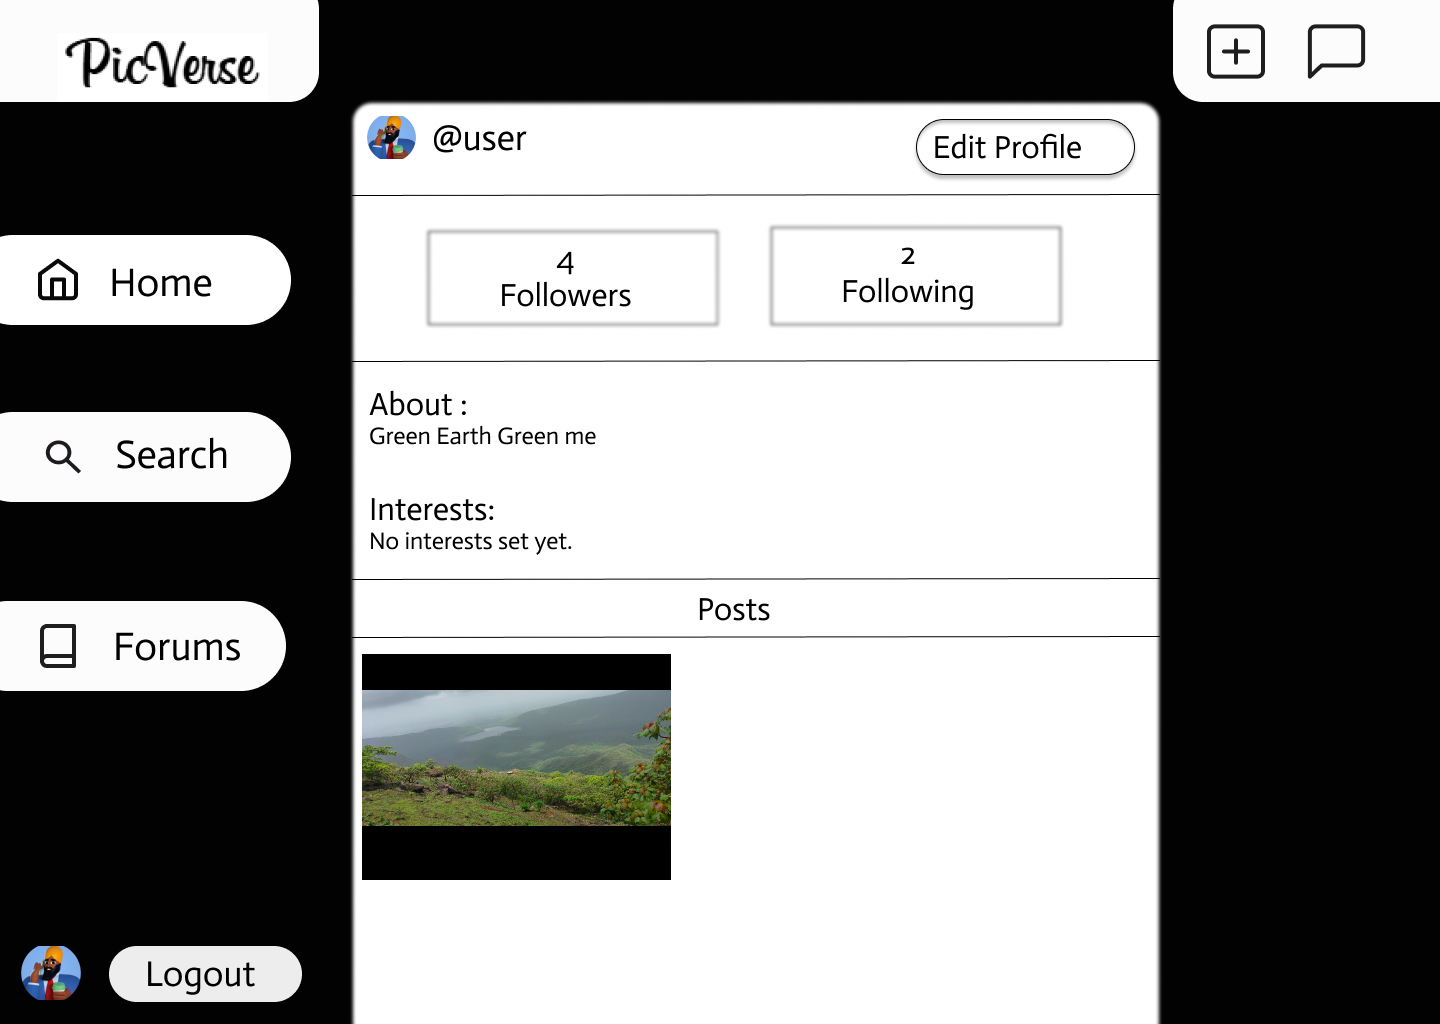 PicVerse
@user
Edit Profile
Home
4
Followers
2
Following
About :
Green Earth Green me
Search
Interests:
No interests set yet.
Posts
Forums
Logout